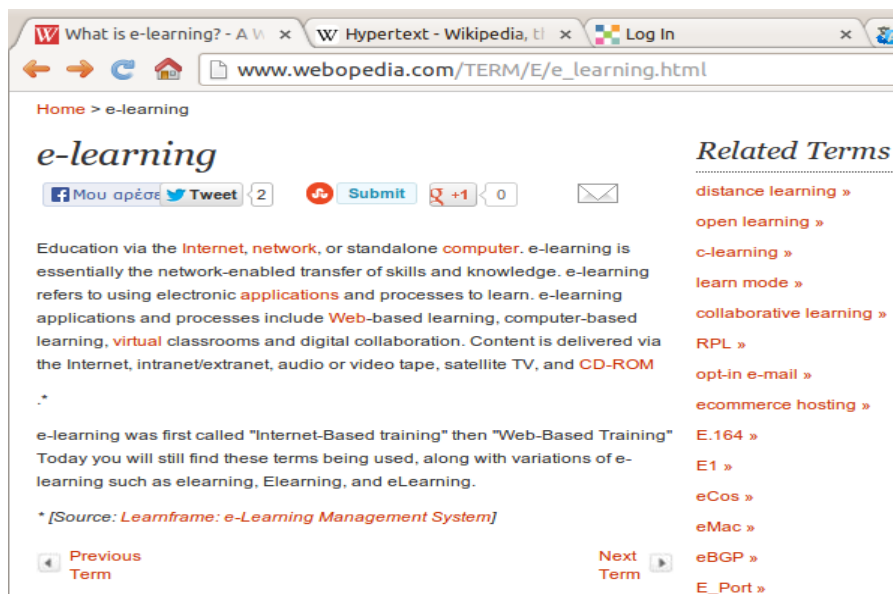 What is e-learning? - A W
Hypertext - Wikipedia, t
Log In
www.webopedia.com/TERM/E/e_learning.html
Home > e-learning
e-learning
Μου αρέσε Tweet 2 Submit g +1 0
Education via the Internet, network, or standalone computer. e-learning is
essentially the network-enabled transfer of skills and knowledge. e-learning
refers to using electronic applications and processes to learn. e-learning
applications and processes include Web-based learning, computer-based
learning, virtual classrooms and digital collaboration. Content is delivered via
the Internet, intranet/extranet, audio or video tape, satellite TV, and CD-ROM
.*
e-learning was first called "Internet-Based training" then "Web-Based Training"
Today you will still find these terms being used, along with variations of e-
learning such as elearning, Elearning, and eLearning.
* [Source: Learnframe: e-Learning Management System]
Previous
Term
Next
Term
Related Terms
distance learning »
open learning »
c-learning »
learn mode »
collaborative learning »
RPL »
opt-in e-mail »
ecommerce hosting »
E.164 »
E1 »
eCos »
eMac »
eBGP »
E_Port »